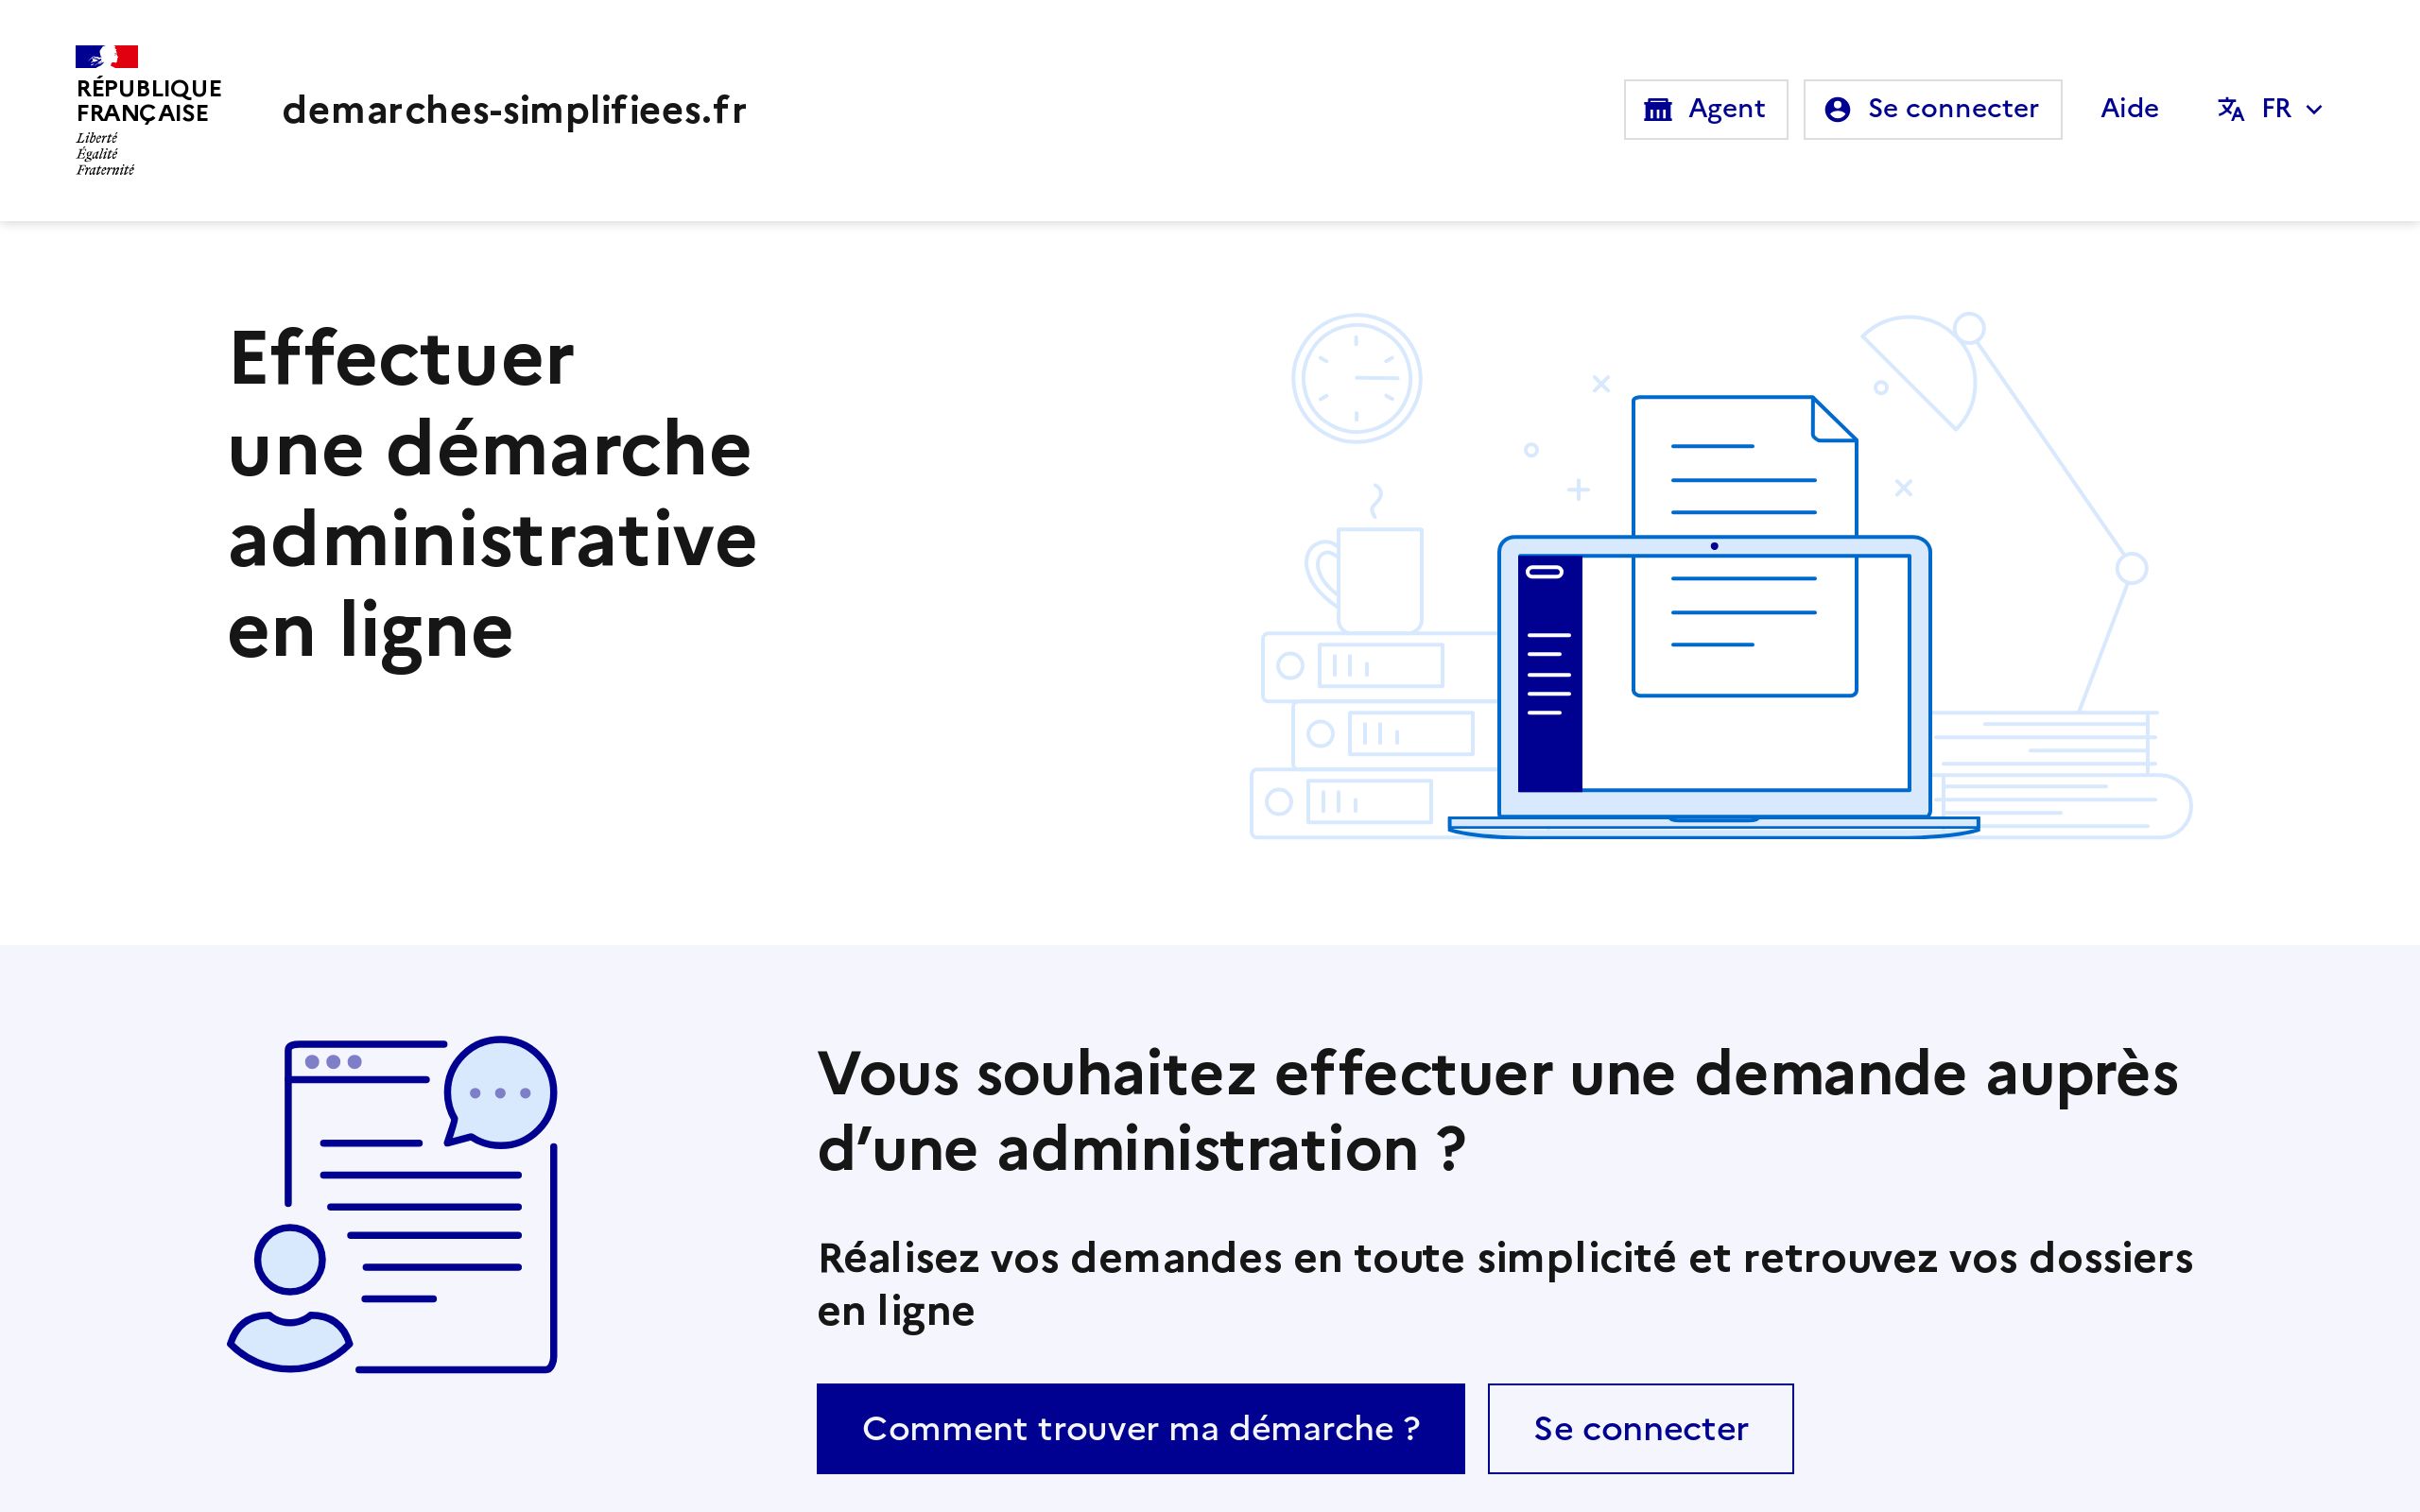 RÉPUBLIQUE
FRANÇAISE
Liberté
Égalité
Fraternité
demarches-simplifiees.fr
Agent
Se connecter
Aide
FR
Effectuer
une démarche
administrative
en ligne
Vous souhaitez effectuer une demande auprès
d’une administration ?
Réalisez vos demandes en toute simplicité et retrouvez vos dossiers
en ligne
Comment trouver ma démarche ?
Se connecter